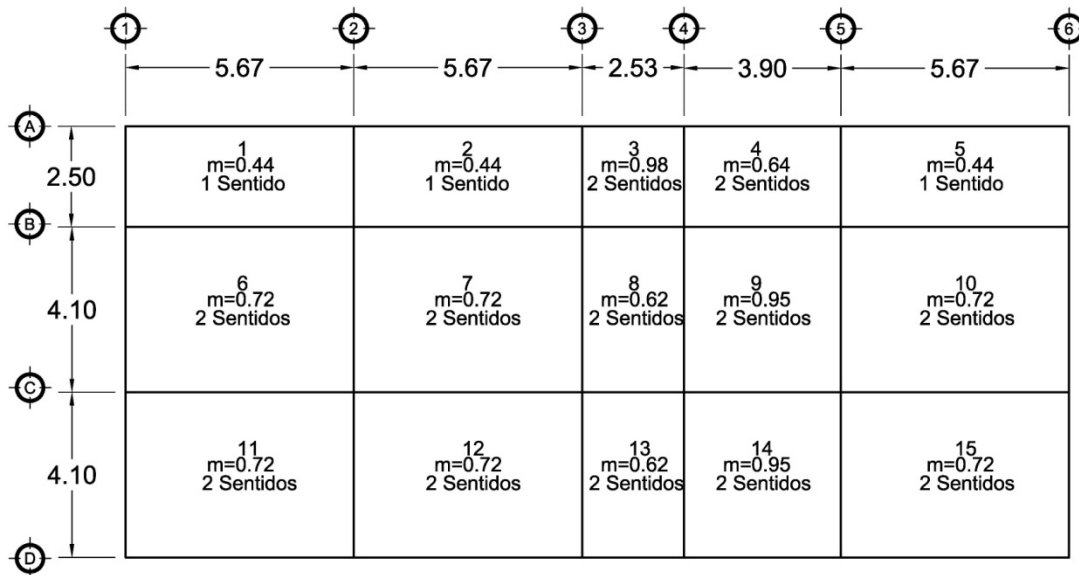 1 2 3 4 5 6
5.67 5.67 2.53 3.90 5.67
A
2.50
B
4.10
C
4.10
D
1
m=0.44
1 Sentido
2
m=0.44
1 Sentido
3
m=0.98
2 Sentidos
4
m=0.64
2 Sentidos
5
m=0.44
1 Sentido
6
m=0.72
2 Sentidos
7
m=0.72
2 Sentidos
8
m=0.62
2 Sentidos
9
m=0.95
2 Sentidos
10
m=0.72
2 Sentidos
11
m=0.72
2 Sentidos
12
m=0.72
2 Sentidos
13
m=0.62
2 Sentidos
14
m=0.95
2 Sentidos
15
m=0.72
2 Sentidos